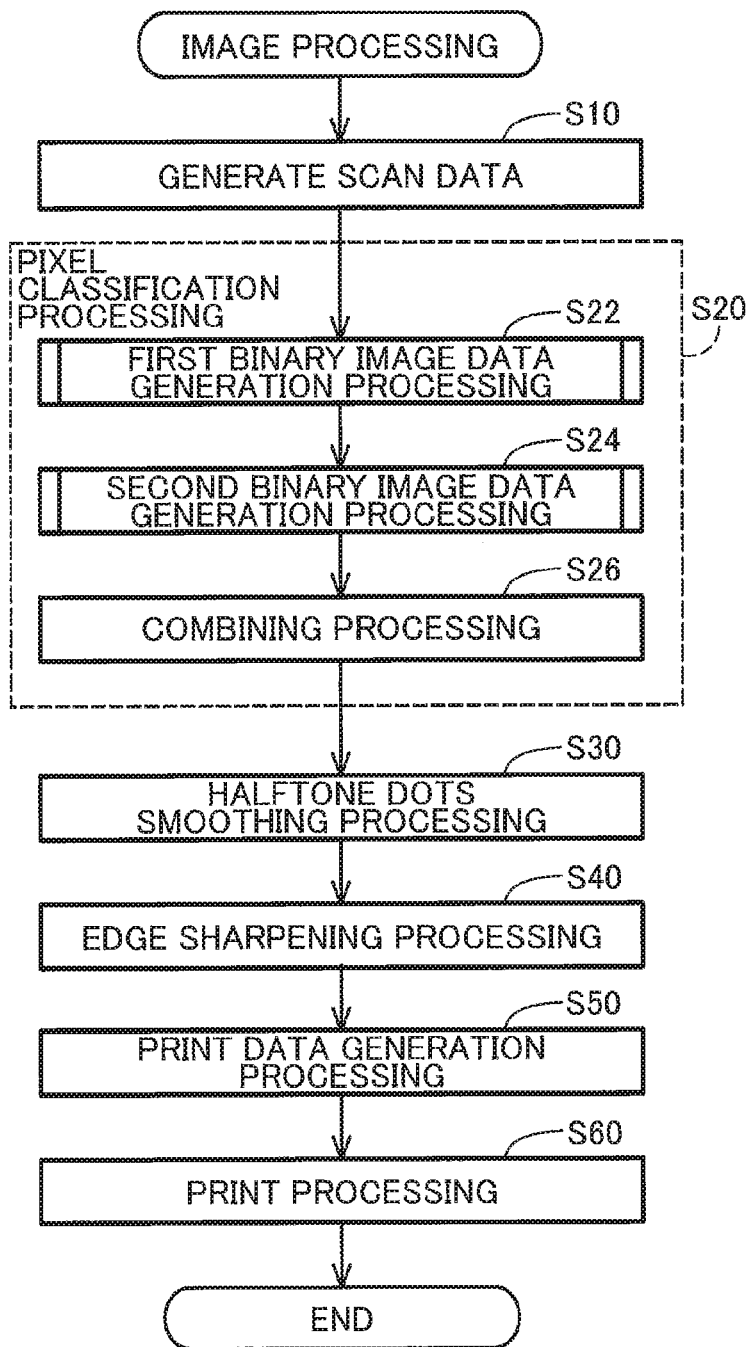 IMAGE PROCESSING
S10
GENERATE SCAN DATA
PIXEL
CLASSIFICATION
PROCESSING
S20
S22
FIRST BINARY IMAGE DATA
GENERATION PROCESSING
S24
SECOND BINARY IMAGE DATA
GENERATION PROCESSING
S26
COMBINING PROCESSING
S30
HALFTONE DOTS
SMOOTHING PROCESSING
S40
EDGE SHARPENING PROCESSING
S50
PRINT DATA GENERATION
PROCESSING
S60
PRINT PROCESSING
END